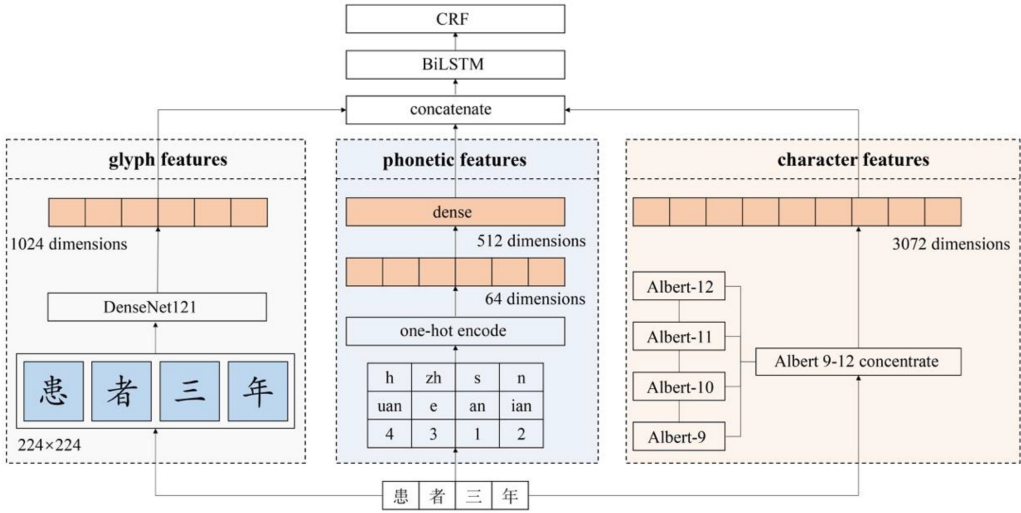 CRF
BiLSTM
concatenate
glyph features
1024 dimensions
DenseNet121
患 者 三 年
224×224
phonetic features
dense
512 dimensions
64 dimensions
one-hot encode
h zh s n
uan e an ian
4 3 1 2
character features
3072 dimensions
Albert-12
Albert-11
Albert-10
Albert-9
Albert 9-12 concentrate
患 者 三 年